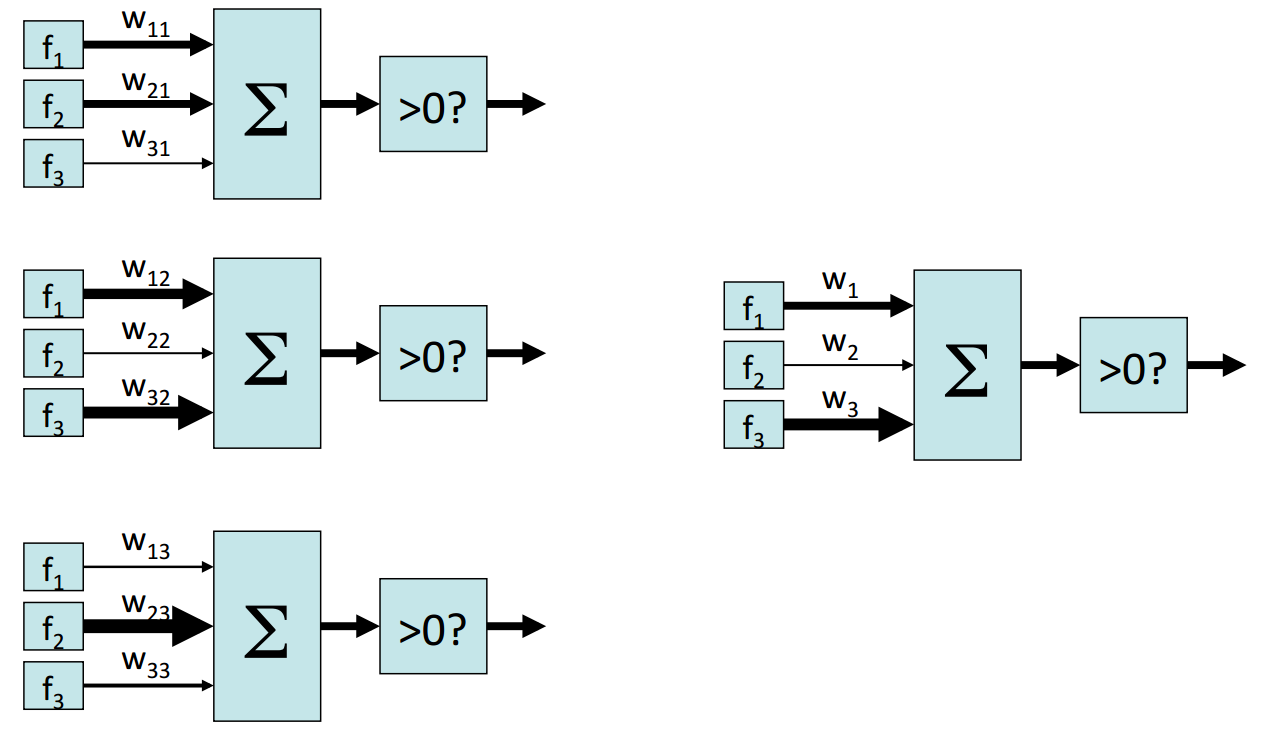 w₁₁
f₁
w₂₁
f₂
Σ
>0?
w₃₁
f₃
w₁₂
f₁
w₂₂
f₂
Σ
>0?
w₃₂
f₃
w₁
f₁
w₂
f₂
Σ
>0?
w₃
f₃
w₁₃
f₁
w₂₃
f₂
Σ
>0?
w₃₃
f₃